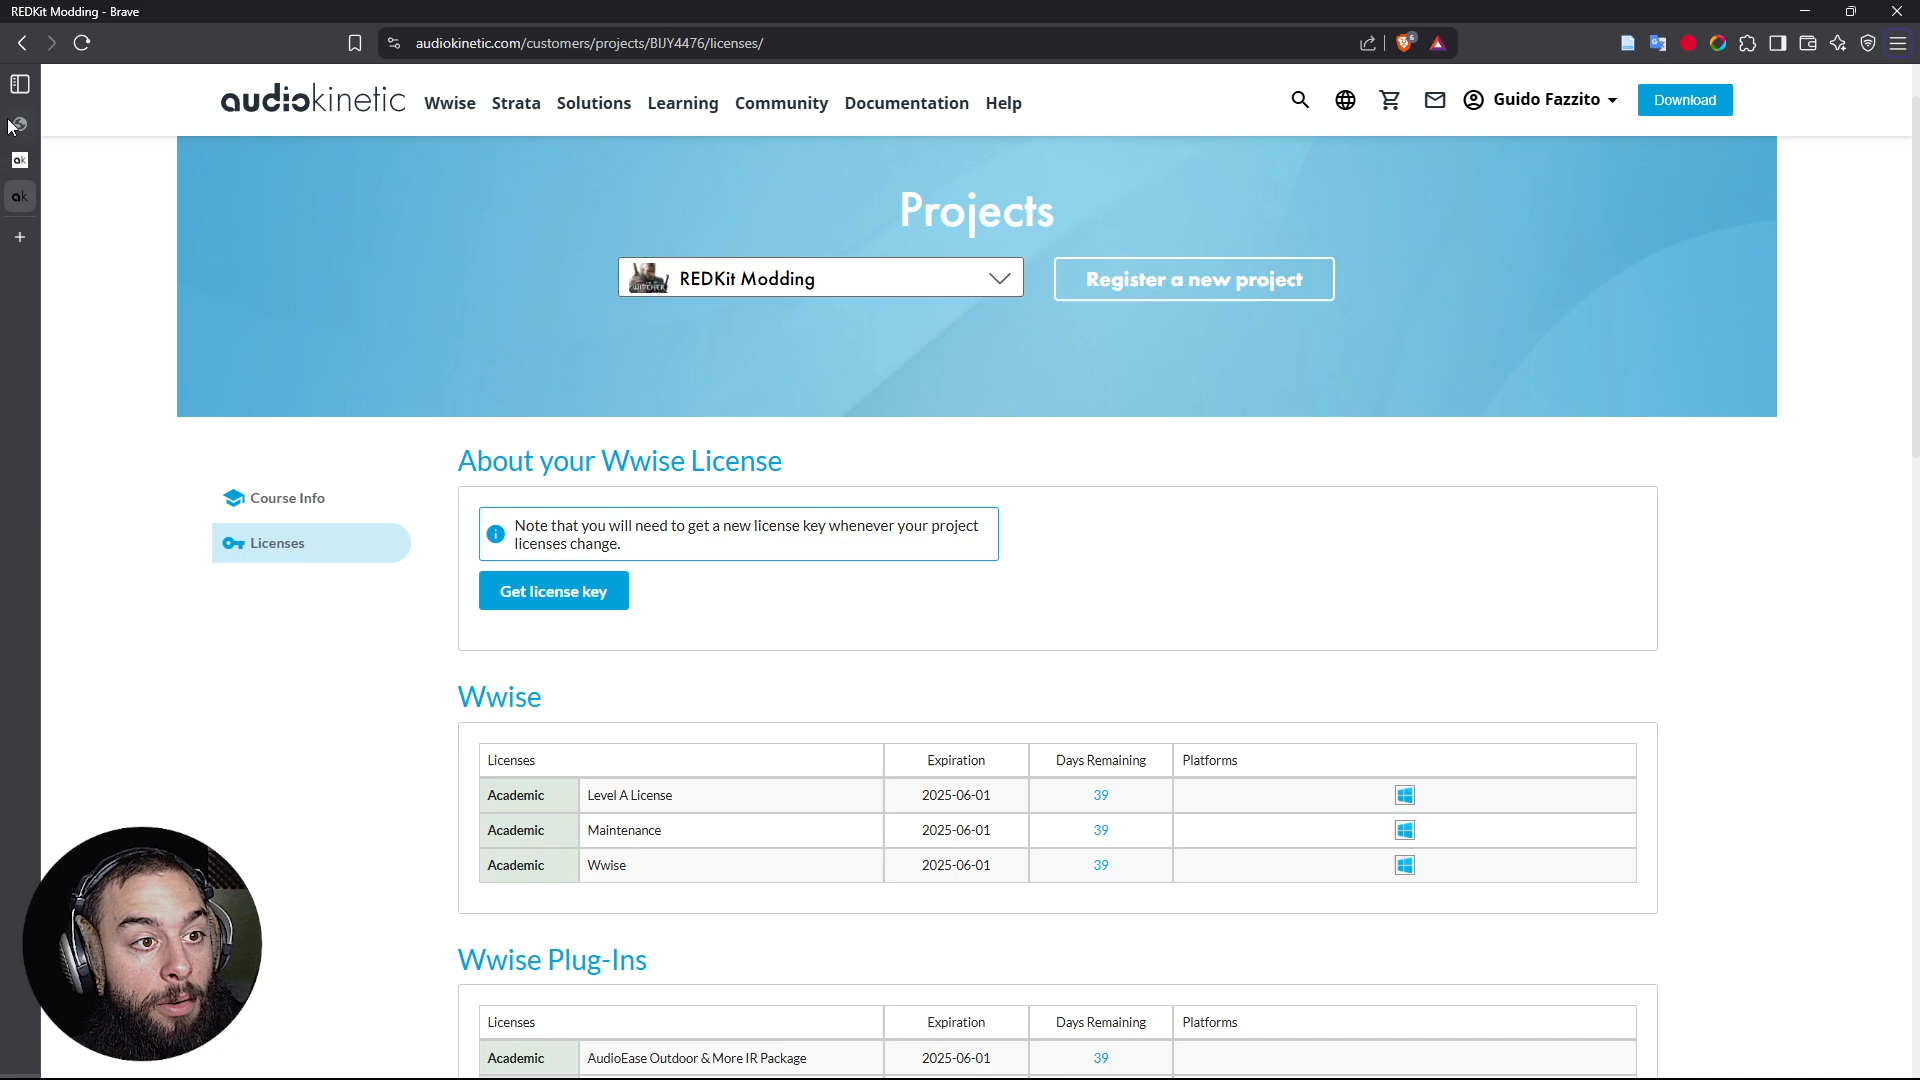 REDKit Modding - Brave
audiokinetic.com/customers/projects/BIJY4476/licenses/
6
ak
ak
audiokinetic
Wwise Strata Solutions Learning Community Documentation Help
Guido Fazzito
Download
Projects
REDKit Modding
Register a new project
Course Info
Licenses
About your Wwise License
Note that you will need to get a new license key whenever your project
licenses change.
Get license key
Wwise
Licenses Expiration Days Remaining Platforms
Academic Level A License 2025-06-01 39
Academic Maintenance 2025-06-01 39
Academic Wwise 2025-06-01 39
Wwise Plug-Ins
Licenses Expiration Days Remaining Platforms
Academic AudioEase Outdoor & More IR Package 2025-06-01 39